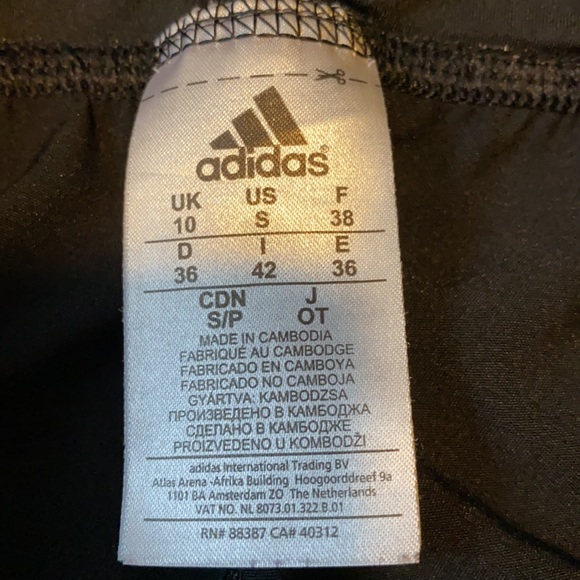 adidas
UK US F
10 S 38
D I E
36 42 36
CDN J
S/P OT
MADE IN CAMBODIA
FABRIQUÉ AU CAMBODGE
FABRICADO EN CAMBOYA
FABRICADO NO CAMBOJA
GYÁRTVA: KAMBODZSA
ПРОИЗВЕДЕНО В КАМБОДЖА
СДЕЛАНО В КАМБОДЖЕ
PROIZVEDENO U KOMBODŽI
adidas International Trading BV
Atlas Arena -Afrika Building Hoogoorddreef 9a
1101 BA Amsterdam ZO The Netherlands
VAT NO. NL 8073.01.322.B.01
RN# 88387 CA# 40312